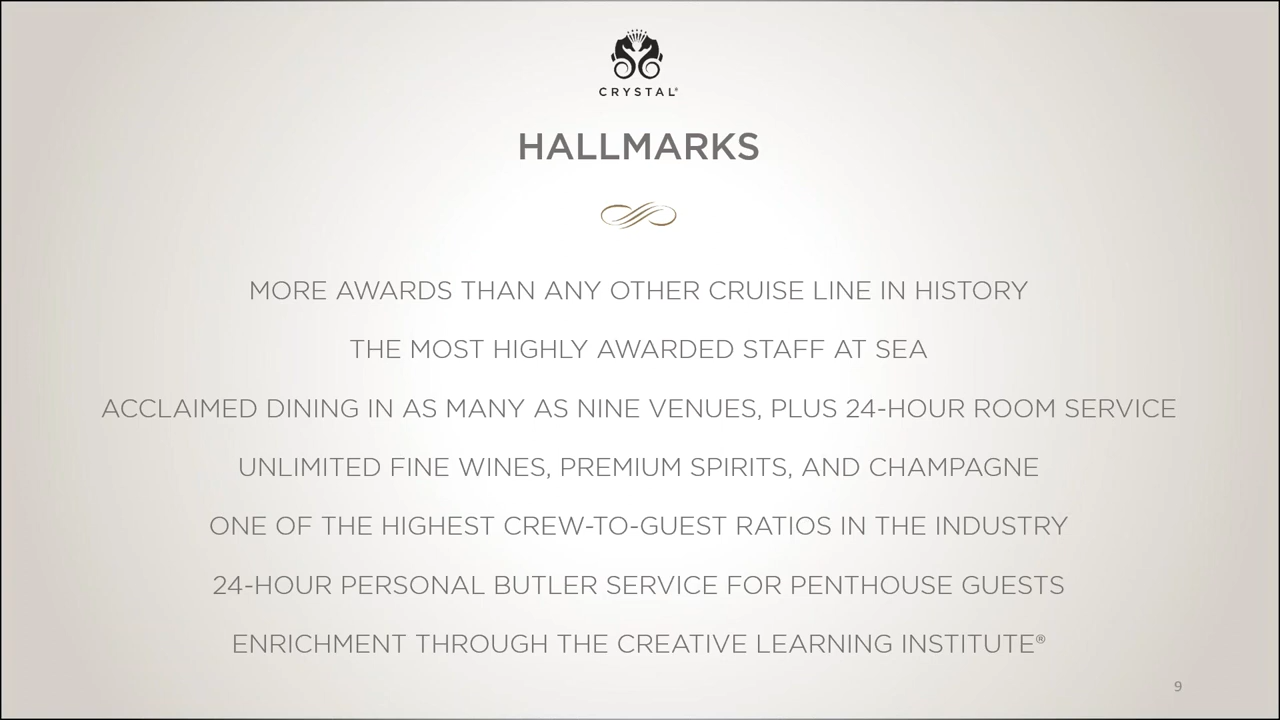 CRYSTAL®
HALLMARKS
MORE AWARDS THAN ANY OTHER CRUISE LINE IN HISTORY
THE MOST HIGHLY AWARDED STAFF AT SEA
ACCLAIMED DINING IN AS MANY AS NINE VENUES, PLUS 24-HOUR ROOM SERVICE
UNLIMITED FINE WINES, PREMIUM SPIRITS, AND CHAMPAGNE
ONE OF THE HIGHEST CREW-TO-GUEST RATIOS IN THE INDUSTRY
24-HOUR PERSONAL BUTLER SERVICE FOR PENTHOUSE GUESTS
ENRICHMENT THROUGH THE CREATIVE LEARNING INSTITUTE®
9